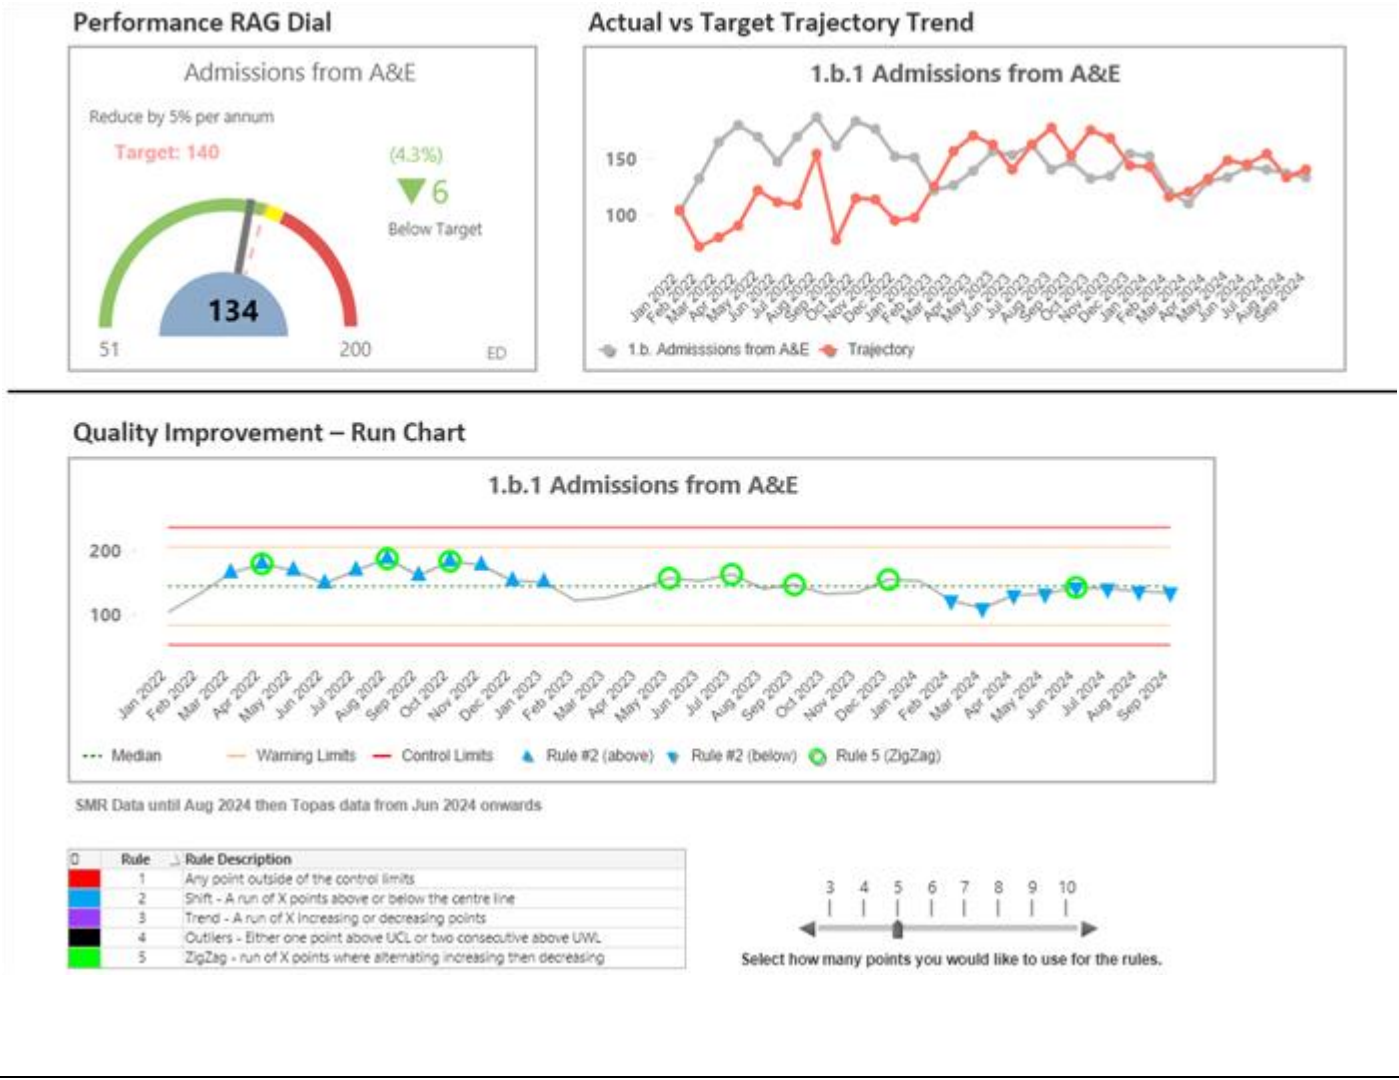 Performance RAG Dial
Admissions from A&E
Reduce by 5% per annum
Target: 140
(4.3%)
6
Below Target
134
51
200
ED
Actual vs Target Trajectory Trend
1.b.1 Admissions from A&E
150
100
Jan 2022
Feb 2022
Mar 2022
Apr 2022
May 2022
Jun 2022
Jul 2022
Aug 2022
Sep 2022
Oct 2022
Nov 2022
Dec 2022
Jan 2023
Feb 2023
Mar 2023
Apr 2023
May 2023
Jun 2023
Jul 2023
Aug 2023
Sep 2023
Oct 2023
Nov 2023
Dec 2023
Jan 2024
Feb 2024
Mar 2024
Apr 2024
May 2024
Jun 2024
Jul 2024
Aug 2024
Sep 2024
1.b. Admisssions from A&E Trajectory
Quality Improvement – Run Chart
1.b.1 Admissions from A&E
200
100
Jan 2022
Feb 2022
Mar 2022
Apr 2022
May 2022
Jun 2022
Jul 2022
Aug 2022
Sep 2022
Oct 2022
Nov 2022
Dec 2022
Jan 2023
Feb 2023
Mar 2023
Apr 2023
May 2023
Jun 2023
Jul 2023
Aug 2023
Sep 2023
Oct 2023
Nov 2023
Dec 2023
Jan 2024
Feb 2024
Mar 2024
Apr 2024
May 2024
Jun 2024
Jul 2024
Aug 2024
Sep 2024
Median Warning Limits Control Limits Rule #2 (above) Rule #2 (below) Rule 5 (ZigZag)
SMR Data until Aug 2024 then Topas data from Jun 2024 onwards
Rule Rule Description
1 Any point outside of the control limits
2 Shift - A run of X points above or below the centre line
3 Trend - A run of X increasing or decreasing points
4 Outliers - Either one point above UCL or two consecutive above UWL
5 ZigZag - run of X points where alternating increasing then decreasing
3 4 5 6 7 8 9 10
Select how many points you would like to use for the rules.